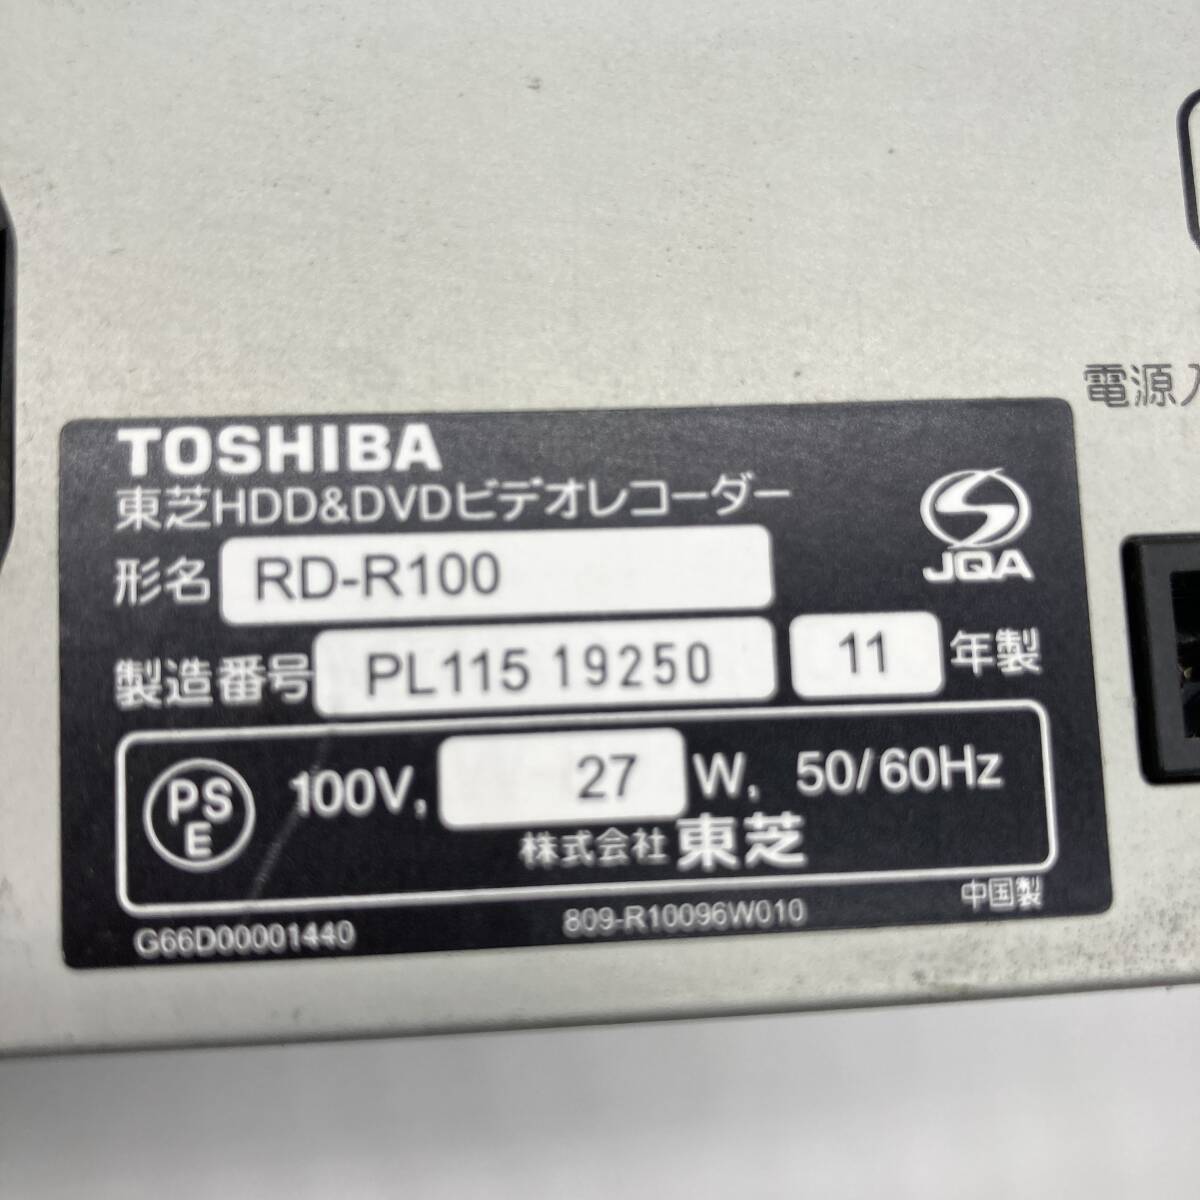 電源入
TOSHIBA
東芝HDD&DVDビデオレコーダー
JQA
形名 RD-R100
製造番号 PL115 19250 11 年製
PS
E
100V, 27 W, 50/60Hz
株式会社 東芝
中国製
G66D00001440 809-R10096W010